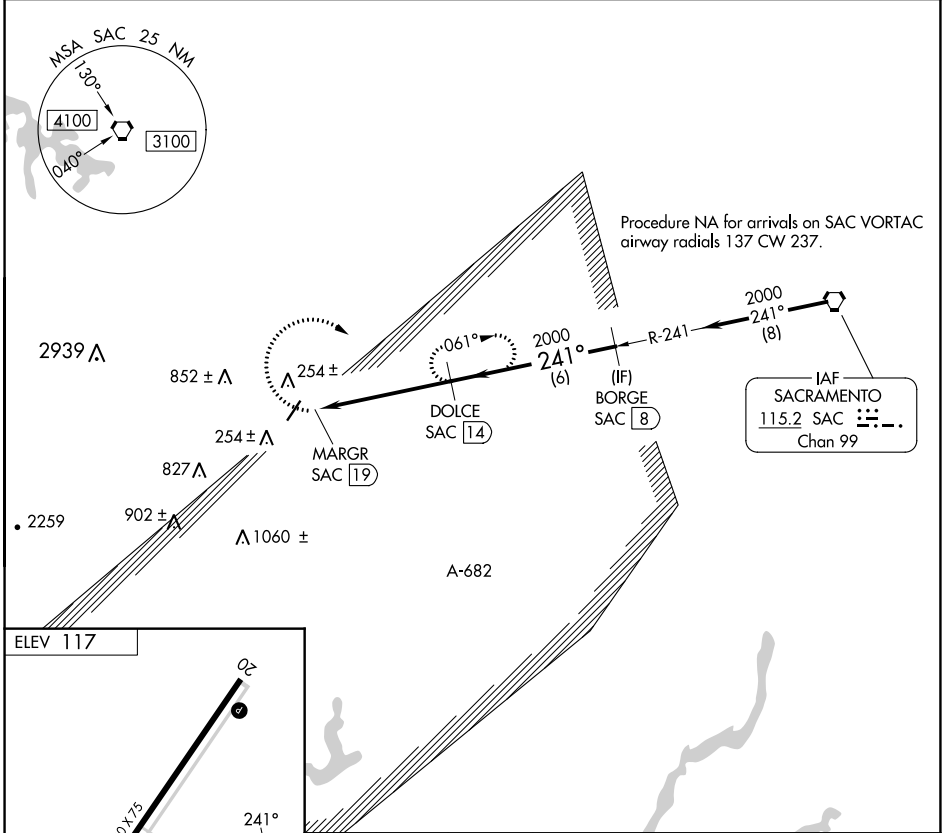 MSA SAC 25 NM
130°
4100
3100
040°
Procedure NA for arrivals on SAC VORTAC
airway radials 137 CW 237.
2000
241°
(8)
R-241
2000
061°
241°
(6)
(IF)
BORGE
SAC 8
IAF
SACRAMENTO
115.2 SAC
Chan 99
DOLCE
SAC 14
MARGR
SAC 19
2939
852 ±
254 ±
254 ±
827
902 ±
2259
1060 ±
A-682
ELEV 117
20
241°